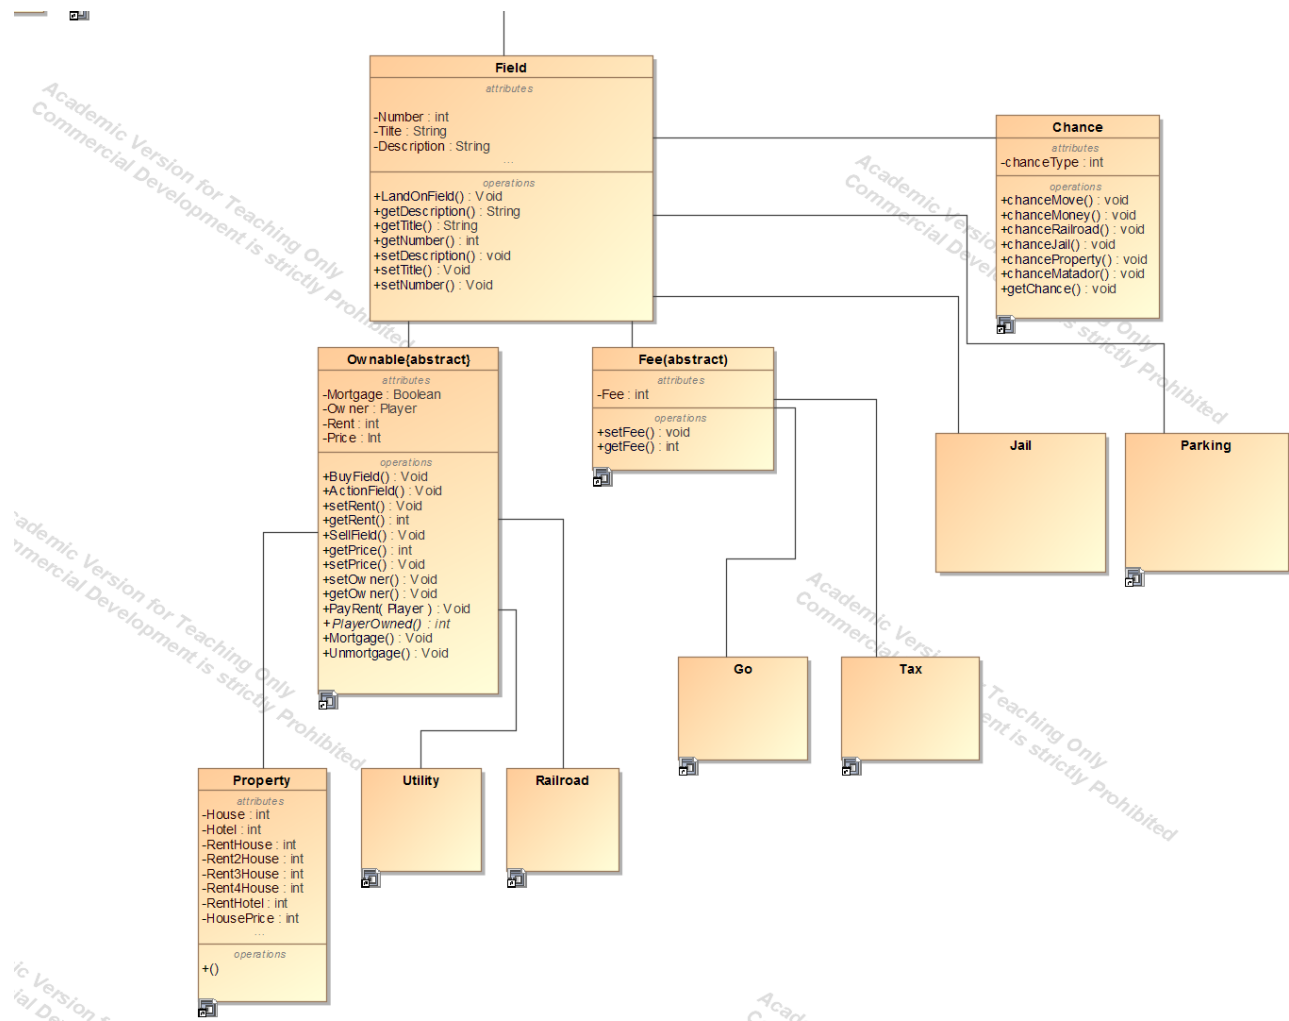 Field
attributes
-Number : int
-Tilte : String
-Description : String
...
operations
+LandOnField() : Void
+getDescription() : String
+getTitle() : String
+getNumber() : int
+setDescription() : void
+setTitle() : Void
+setNumber() : Void
Chance
attributes
-chanceType : int
operations
+chanceMove() : void
+chanceMoney() : void
+chanceRailroad() : void
+chanceJail() : void
+chanceProperty() : void
+chanceMatador() : void
+getChance() : void
Ownable{abstract}
attributes
-Mortgage : Boolean
-Owner : Player
-Rent : int
-Price : Int
operations
+BuyField() : Void
+ActionField() : Void
+setRent() : Void
+getRent() : int
+SellField() : Void
+getPrice() : int
+setPrice() : Void
+setOwner() : Void
+getOwner() : Void
+PayRent( Player ) : Void
+PlayerOwned() : int
+Mortgage() : Void
+Unmortgage() : Void
Fee(abstract)
attributes
-Fee : int
operations
+setFee() : void
+getFee() : int
Jail
Parking
Go
Tax
Property
attributes
-House : int
-Hotel : int
-RentHouse : int
-Rent2House : int
-Rent3House : int
-Rent4House : int
-RentHotel : int
-HousePrice : int
...
operations
+()
Utility
Railroad
Academic Version for Teaching Only
Commercial Development is strictly Prohibited
Academic Version for Teaching Only
Commercial Development is strictly Prohibited